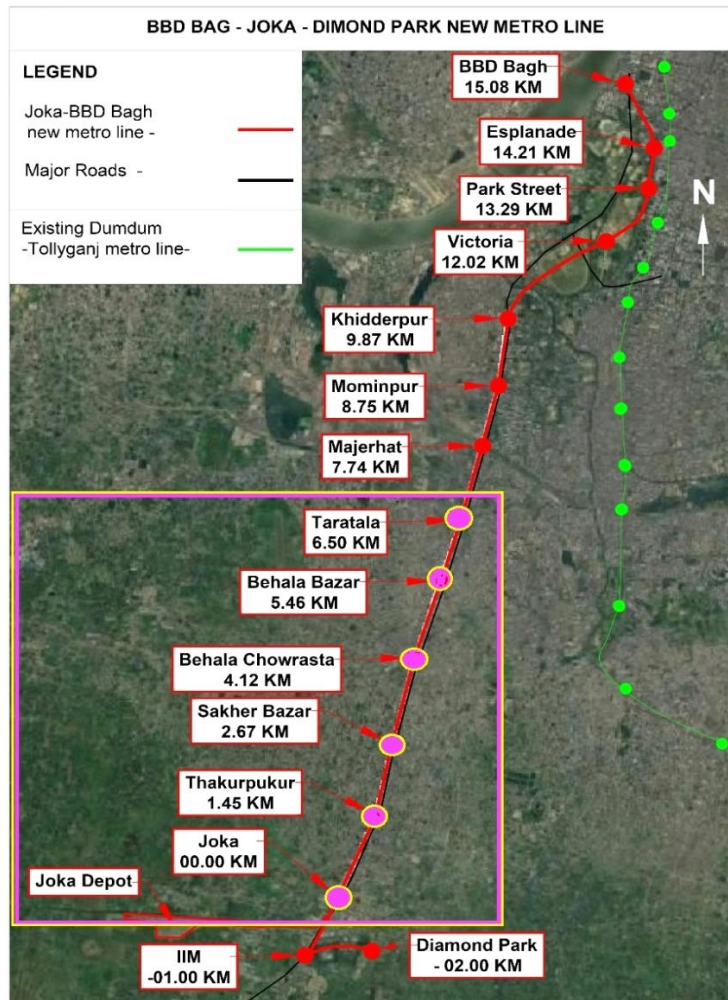 BBD BAG - JOKA - DIMOND PARK NEW METRO LINE
LEGEND
Joka-BBD Bagh
new metro line -
Major Roads -
Existing Dumdum
-Tollyganj metro line-
BBD Bagh
15.08 KM
Esplanade
14.21 KM
Park Street
13.29 KM
N
Victoria
12.02 KM
Khidderpur
9.87 KM
Mominpur
8.75 KM
Majerhat
7.74 KM
Taratala
6.50 KM
Behala Bazar
5.46 KM
Behala Chowrasta
4.12 KM
Sakher Bazar
2.67 KM
Thakurpukur
1.45 KM
Joka
00.00 KM
Joka Depot
IIM
-01.00 KM
Diamond Park
- 02.00 KM